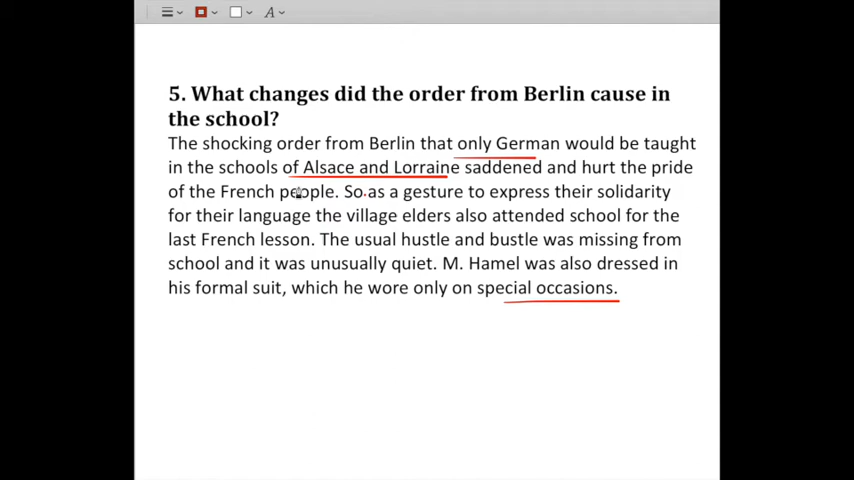 5. What changes did the order from Berlin cause in
the school?
The shocking order from Berlin that only German would be taught
in the schools of Alsace and Lorraine saddened and hurt the pride
of the French people. So as a gesture to express their solidarity
for their language the village elders also attended school for the
last French lesson. The usual hustle and bustle was missing from
school and it was unusually quiet. M. Hamel was also dressed in
his formal suit, which he wore only on special occasions.